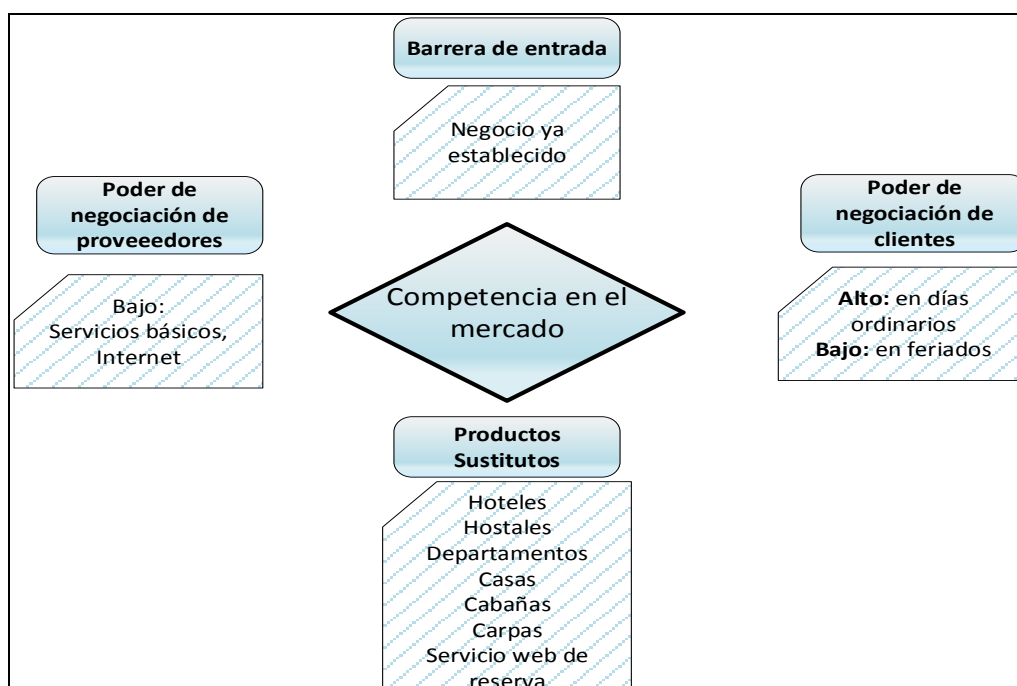 Barrera de entrada
Negocio ya
establecido
Poder de
negociación de
proveeedores
Bajo:
Servicios básicos,
Internet
Competencia en el
mercado
Poder de
negociación de
clientes
Alto: en días
ordinarios
Bajo: en feriados
Productos
Sustitutos
Hoteles
Hostales
Departamentos
Casas
Cabañas
Carpas
Servicio web de
reserva